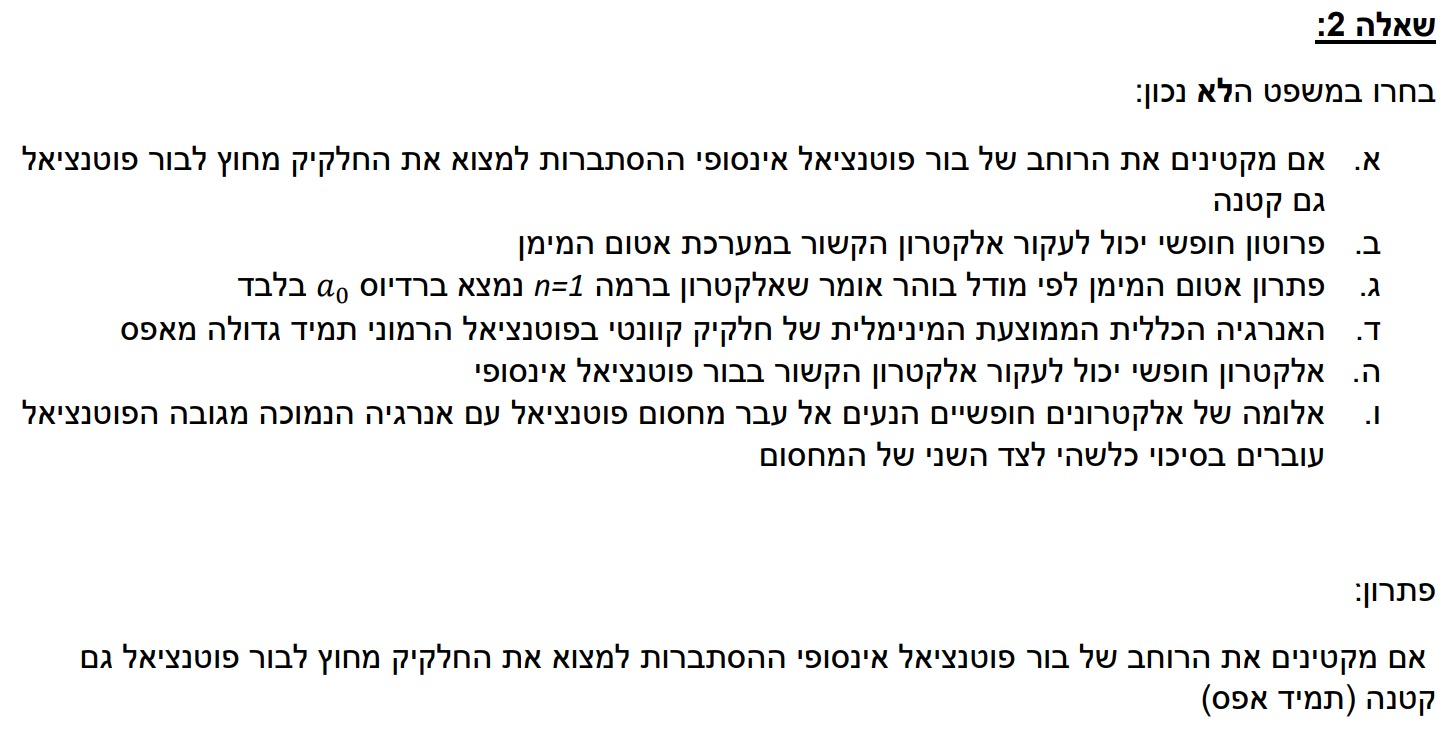 שאלה 2:
בחרו במשפט הלא נכון:
א. אם מקטינים את הרוחב של בור פוטנציאל אינסופי ההסתברות למצוא את החלקיק מחוץ לבור פוטנציאל
גם קטנה
ב. פרוטון חופשי יכול לעקור אלקטרון הקשור במערכת אטום המימן
ג. פתרון אטום המימן לפי מודל בוהר אומר שאלקטרון ברמה n=1 נמצא ברדיוס a₀ בלבד
ד. האנרגיה הכללית הממוצעת המינימלית של חלקיק קוונטי בפוטנציאל הרמוני תמיד גדולה מאפס
ה. אלקטרון חופשי יכול לעקור אלקטרון הקשור בבור פוטנציאל אינסופי
ו. אלומה של אלקטרונים חופשיים הנעים אל עבר מחסום פוטנציאל עם אנרגיה הנמוכה מגובה הפוטנציאל
עוברים בסיכוי כלשהי לצד השני של המחסום
פתרון:
אם מקטינים את הרוחב של בור פוטנציאל אינסופי ההסתברות למצוא את החלקיק מחוץ לבור פוטנציאל גם
קטנה (תמיד אפס)